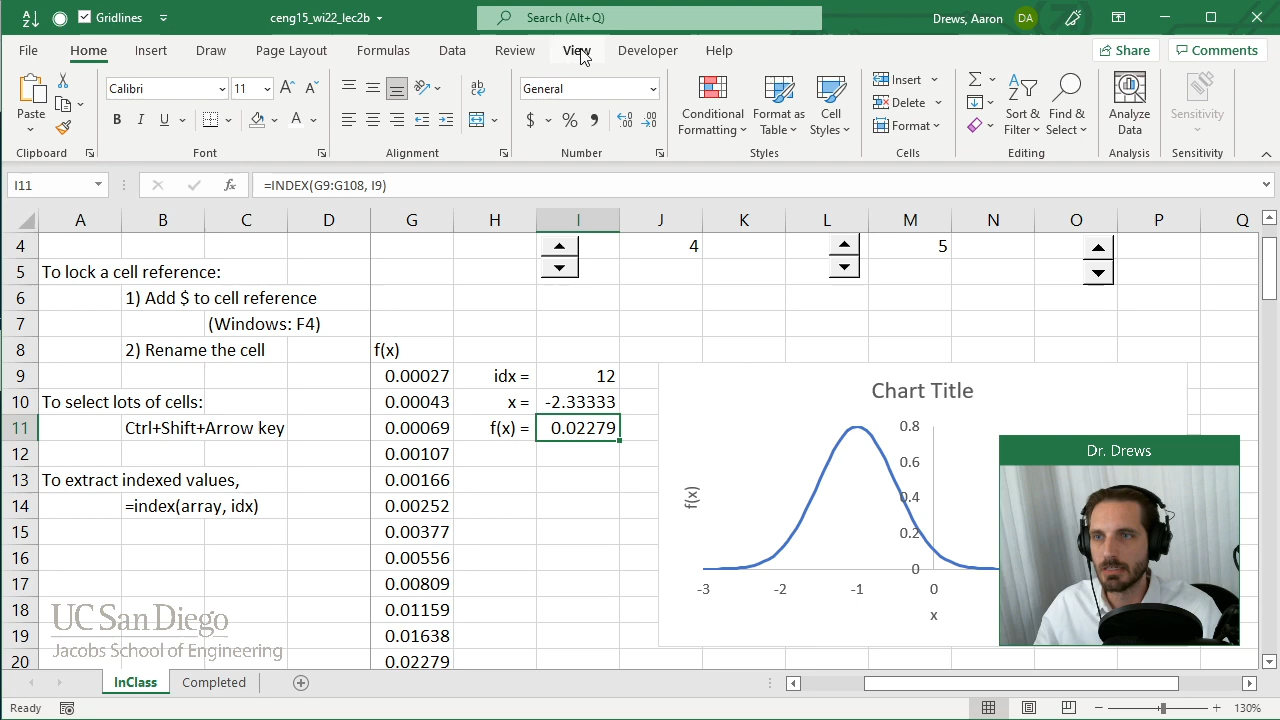 Gridlines
ceng15_wi22_lec2b
Search (Alt+Q)
Drews, Aaron
DA
File
Home
Insert
Draw
Page Layout
Formulas
Data
Review
View
Developer
Help
Share
Comments
Paste
Calibri
11
A^ A
B I U A
ab
General
$ % ,
Conditional Formatting
Format as Table
Cell Styles
Insert
Delete
Format
Sort & Filter
Find & Select
Analyze Data
Sensitivity
Clipboard
Font
Alignment
Number
Styles
Cells
Editing
Analysis
Sensitivity
I11
fx
=INDEX(G9:G108, I9)
A B C D G H I J K L M N O P Q
4 4 5
5 To lock a cell reference:
6 1) Add $ to cell reference
7 (Windows: F4)
8 2) Rename the cell f(x)
9 0.00027 idx = 12
10 To select lots of cells: 0.00043 x = -2.33333
11 Ctrl+Shift+Arrow key 0.00069 f(x) = 0.02279
12 0.00107
13 To extract indexed values, 0.00166
14 =index(array, idx) 0.00252
15 0.00377
16 0.00556
17 0.00809
18 0.01159
19 0.01638
20 0.02279
Chart Title
0.8
0.6
0.4
0.2
0
f(x)
-3 -2 -1 0
x
Dr. Drews
UC San Diego
Jacobs School of Engineering
InClass
Completed
Ready
130%